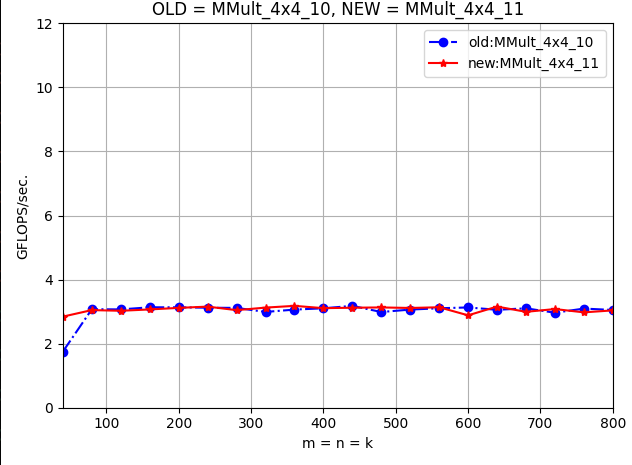 OLD = MMult_4x4_10, NEW = MMult_4x4_11
12
10
8
6
4
2
0
GFLOPS/sec.
old:MMult_4x4_10
new:MMult_4x4_11
100 200 300 400 500 600 700 800
m = n = k